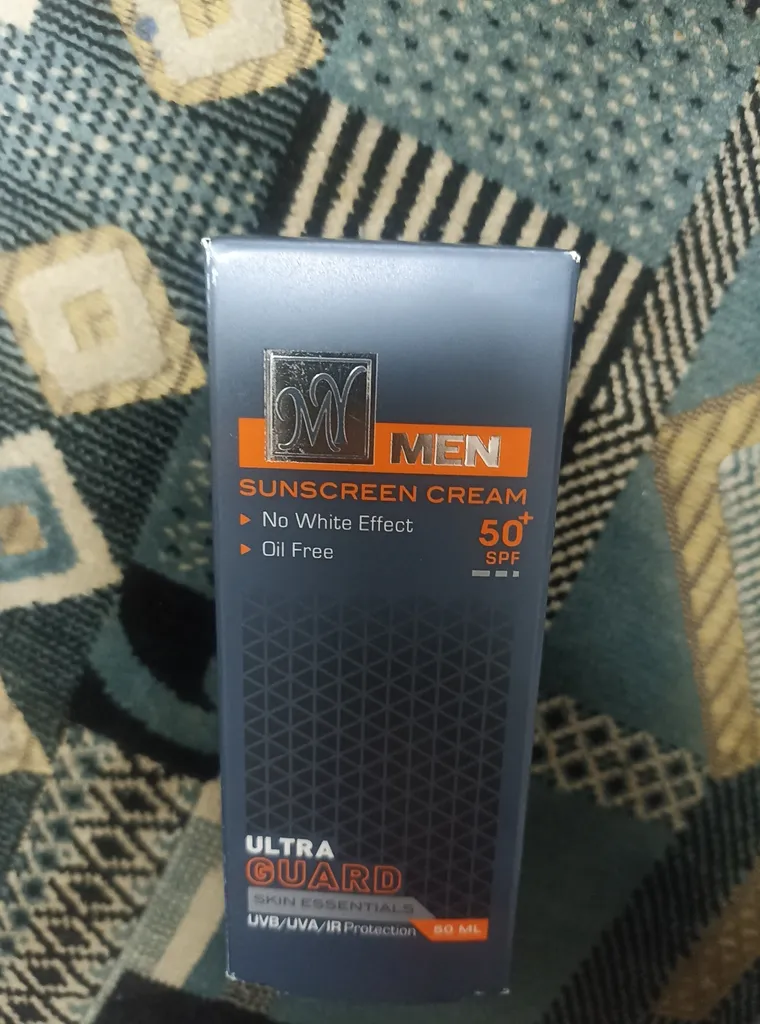 MY
MEN
SUNSCREEN CREAM
No White Effect
Oil Free
50+
SPF
ULTRA
GUARD
SKIN ESSENTIALS
UVB/UVA/IR Protection
50 ML